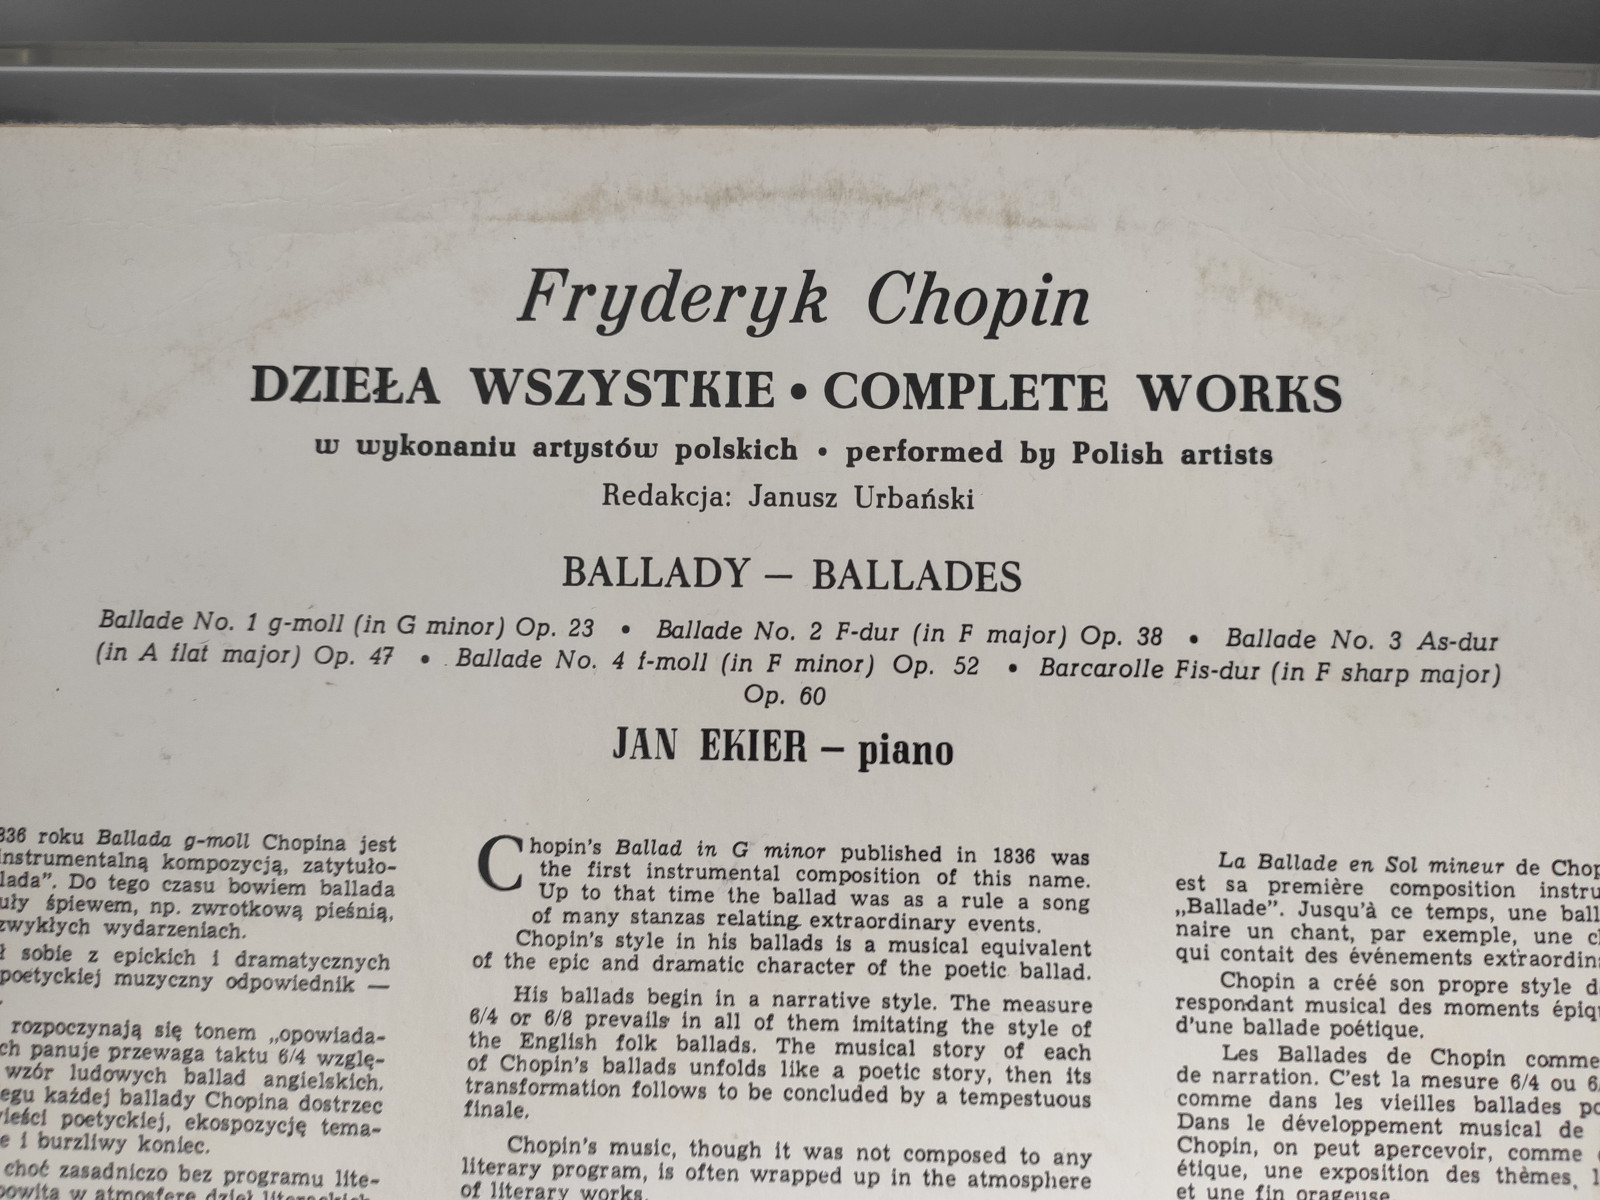 Fryderyk Chopin
DZIEŁA WSZYSTKIE • COMPLETE WORKS
w wykonaniu artystów polskich • performed by Polish artists
Redakcja: Janusz Urbański
BALLADY — BALLADES
Ballade No. 1 g-moll (in G minor) Op. 23 • Ballade No. 2 F-dur (in F major) Op. 38 • Ballade No. 3 As-dur
(in A flat major) Op. 47 • Ballade No. 4 f-moll (in F minor) Op. 52 • Barcarolle Fis-dur (in F sharp major)
Op. 60
JAN EKIER — piano
836 roku Ballada g-moll Chopina jest
instrumentalną kompozycją, zatytuło-
lada”. Do tego czasu bowiem ballada
uły śpiewem, np. zwrotkową pieśnią,
zwykłych wydarzeniach.
ł sobie z epickich i dramatycznych
poetyckiej muzyczny odpowiednik —
rozpoczynają się tonem „opowiada-
ch panuje przewaga taktu 6/4 wzglę-
wzór ludowych ballad angielskich.
egu każdej ballady Chopina dostrzec
wieści poetyckiej, ekospozycję tema-
e i burzliwy koniec.
choć zasadniczo bez programu lite-
powita w atmosferę dzieł literackich
Chopin's Ballad in G minor published in 1836 was
the first instrumental composition of this name.
Up to that time the ballad was as a rule a song
of many stanzas relating extraordinary events.
Chopin's style in his ballads is a musical equivalent
of the epic and dramatic character of the poetic ballad.
His ballads begin in a narrative style. The measure
6/4 or 6/8 prevails in all of them imitating the style of
the English folk ballads. The musical story of each
of Chopin's ballads unfolds like a poetic story, then its
transformation follows to be concluded by a tempestuous
finale.
Chopin's music, though it was not composed to any
literary program, is often wrapped up in the atmosphere
of literary works.
La Ballade en Sol mineur de Chop
est sa première composition instru
„Ballade”. Jusqu'à ce temps, une ball
naire un chant, par exemple, une c
qui contait des événements extraordin
Chopin a créé son propre style d
respondant musical des moments épiq
d'une ballade poétique.
Les Ballades de Chopin comme
de narration. C'est la mesure 6/4 ou 6/
comme dans les vieilles ballades po
Dans le développement musical de
Chopin, on peut apercevoir, comme
étique, une exposition des thèmes, l
et une fin orageuse.